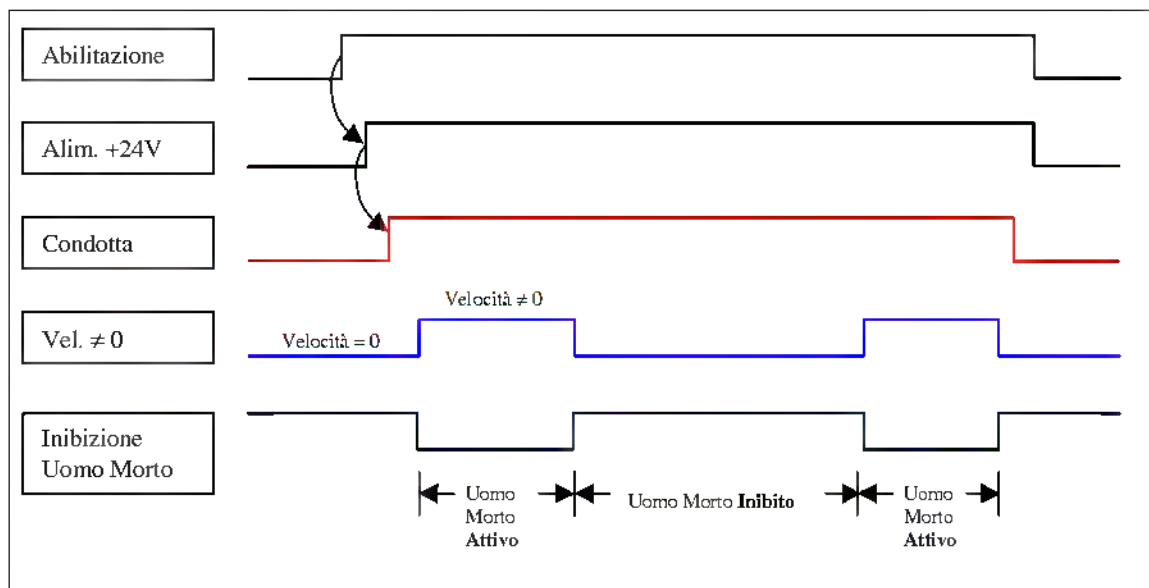 Abilitazione
Alim. +24V
Condotta
Velocità ≠ 0
Vel. ≠ 0
Velocità = 0
Inibizione
Uomo Morto
Uomo
Morto
Attivo
Uomo Morto Inibito
Uomo
Morto
Attivo